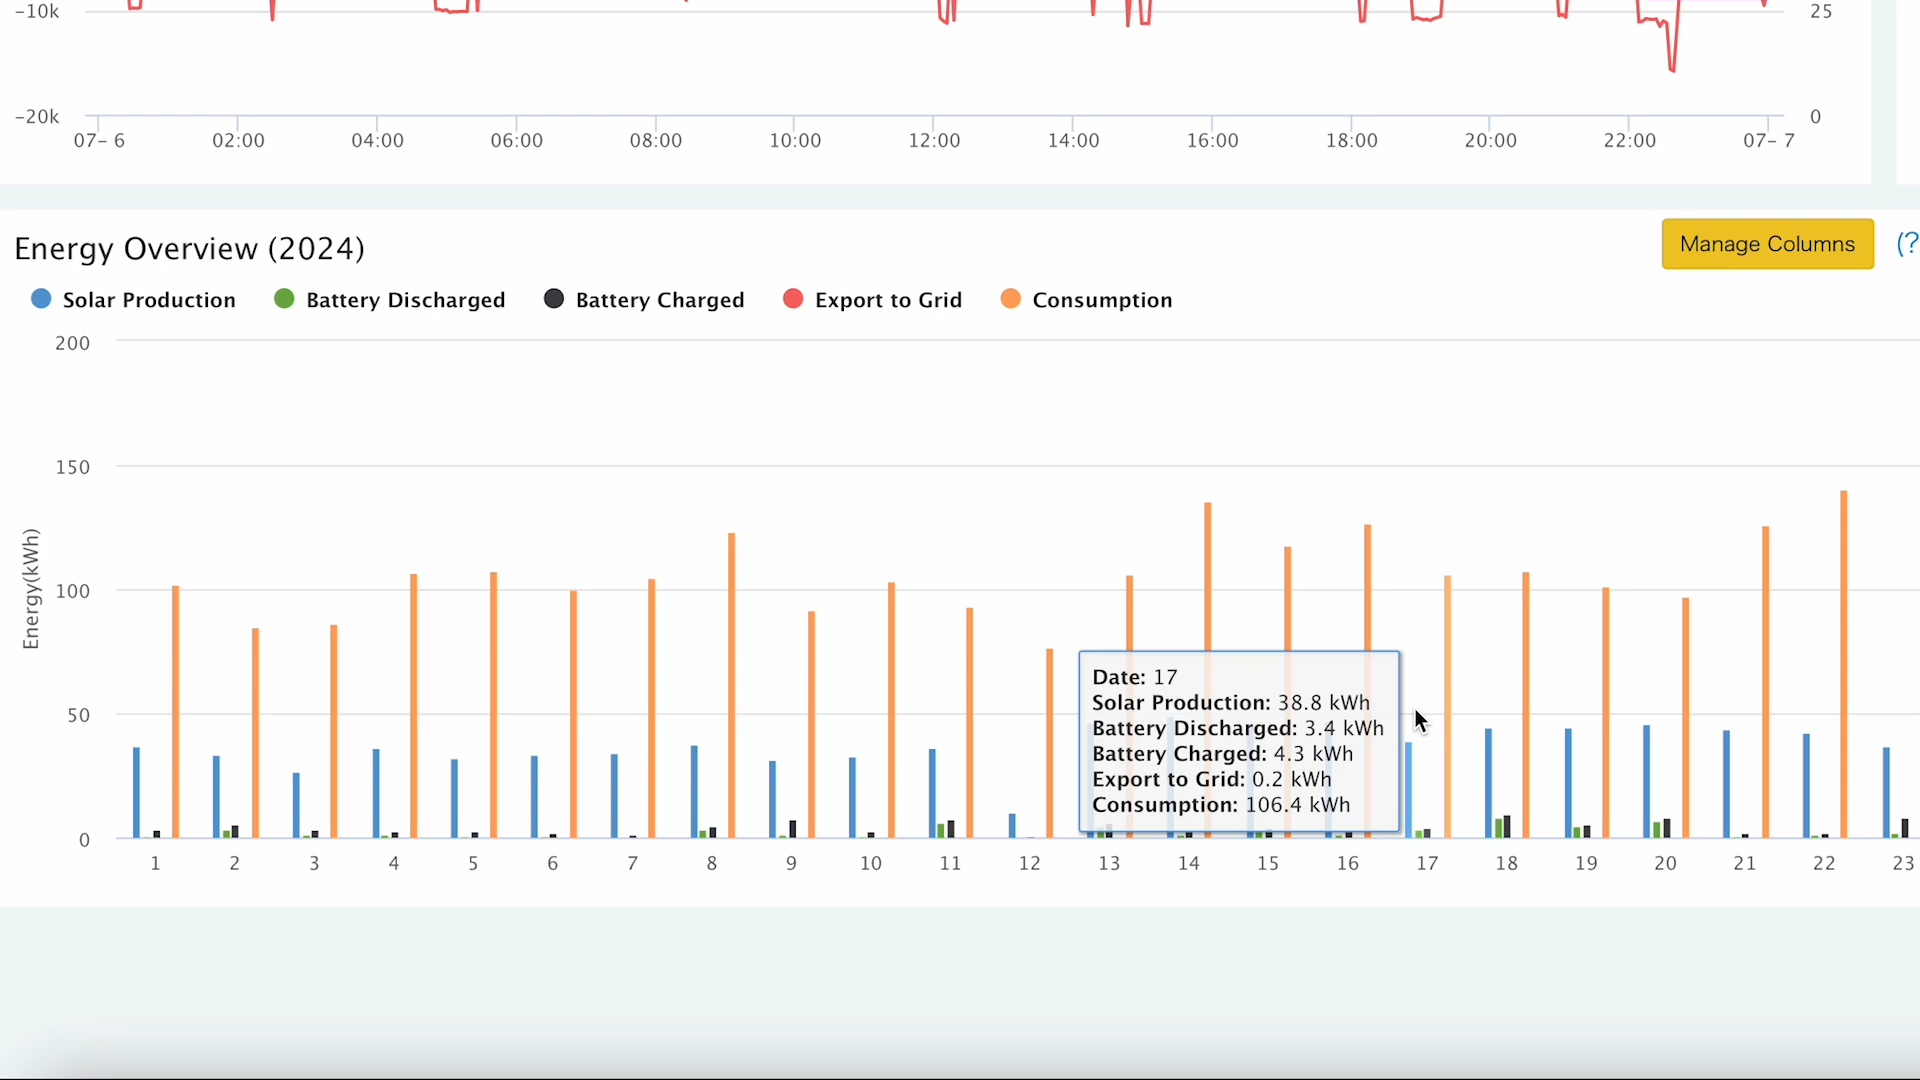 -10k
25
-20k
0
07- 6
02:00
04:00
06:00
08:00
10:00
12:00
14:00
16:00
18:00
20:00
22:00
07- 7
Energy Overview (2024)
Manage Columns
(?
Solar Production
Battery Discharged
Battery Charged
Export to Grid
Consumption
200
150
100
50
0
Energy(kWh)
Date: 17
Solar Production: 38.8 kWh
Battery Discharged: 3.4 kWh
Battery Charged: 4.3 kWh
Export to Grid: 0.2 kWh
Consumption: 106.4 kWh
1
2
3
4
5
6
7
8
9
10
11
12
13
14
15
16
17
18
19
20
21
22
23